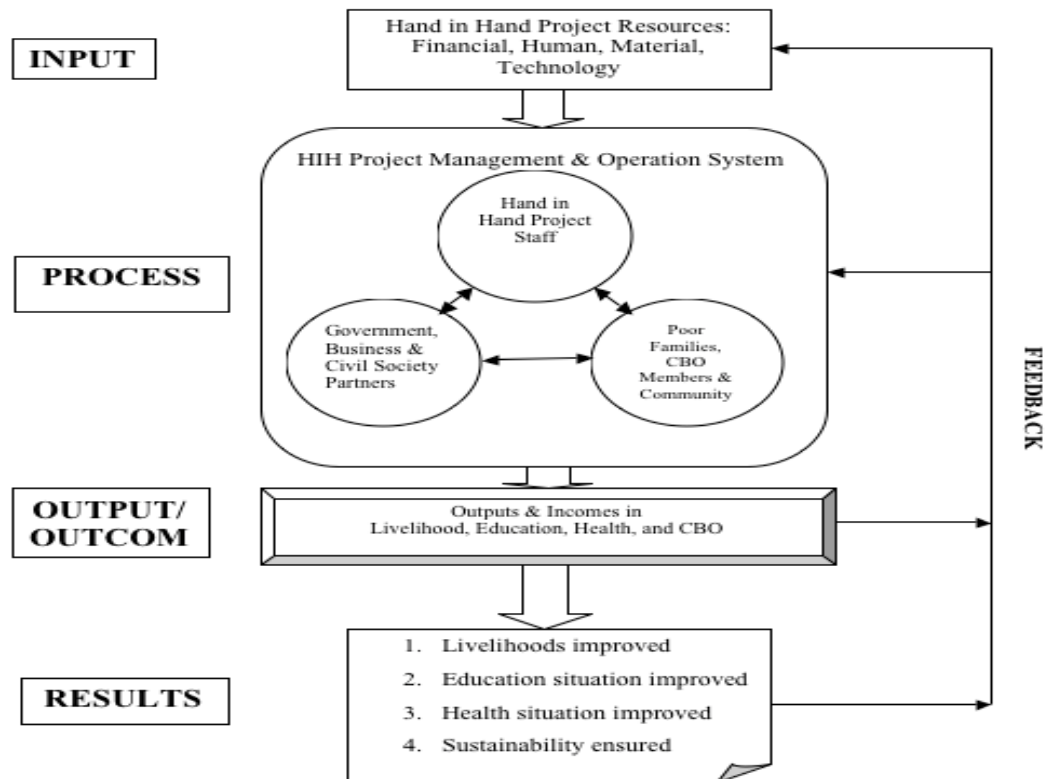 INPUT
Hand in Hand Project Resources:
Financial, Human, Material,
Technology
PROCESS
HIH Project Management & Operation System
Hand in
Hand Project
Staff
Government,
Business &
Civil Society
Partners
Poor
Families,
CBO
Members &
Community
FEEDBACK
OUTPUT/
OUTCOM
Outputs & Incomes in
Livelihood, Education, Health, and CBO
RESULTS
1. Livelihoods improved
2. Education situation improved
3. Health situation improved
4. Sustainability ensured